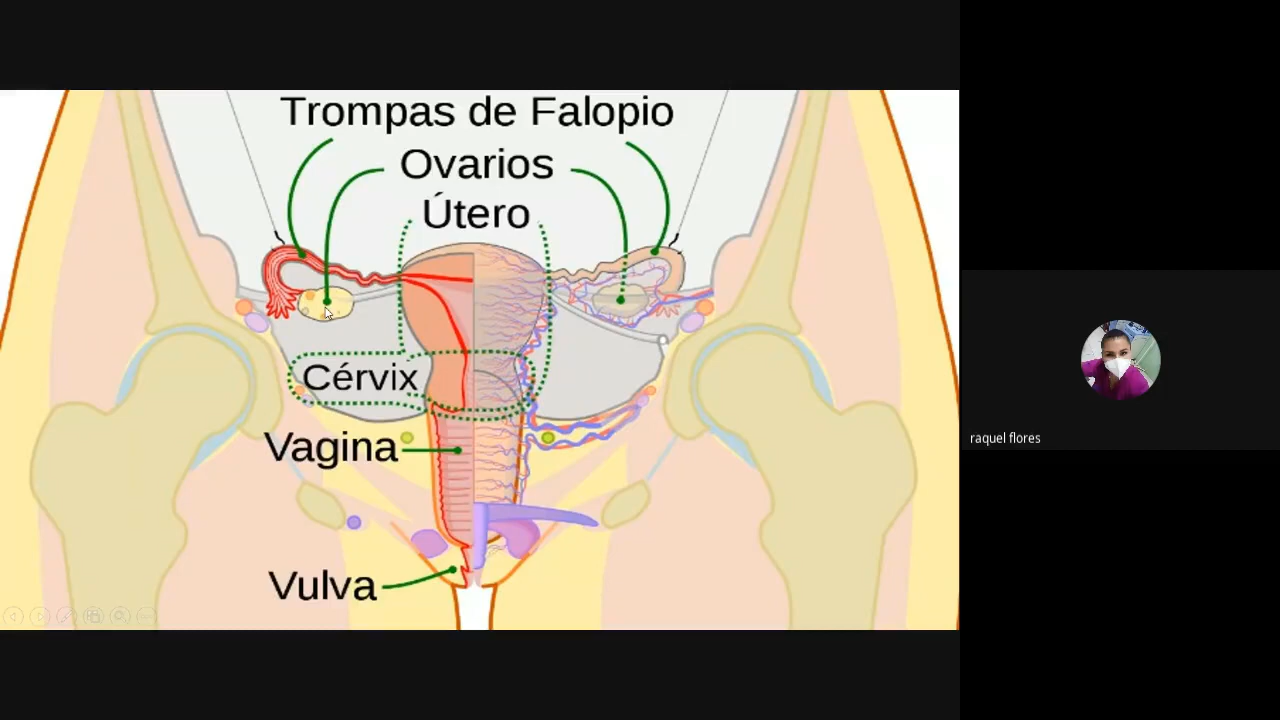 Trompas de Falopio
Ovarios
Útero
Cérvix
Vagina
Vulva
raquel flores